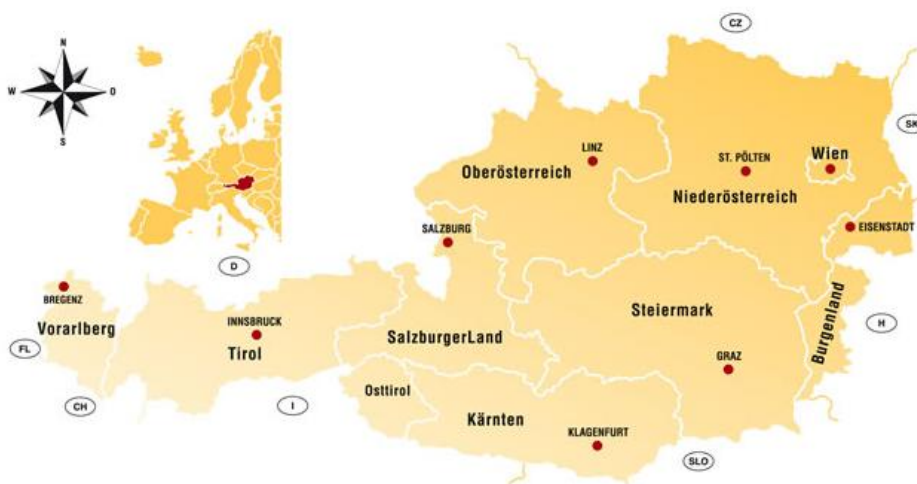 CZ
N
W
O
S
SK
LINZ
ST. PÖLTEN
Wien
Oberösterreich
Niederösterreich
SALZBURG
EISENSTADT
D
BREGENZ
Vorarlberg
INNSBRUCK
Tirol
SalzburgerLand
Steiermark
Burgenland
H
FL
GRAZ
CH
I
Osttirol
Kärnten
KLAGENFURT
SLO